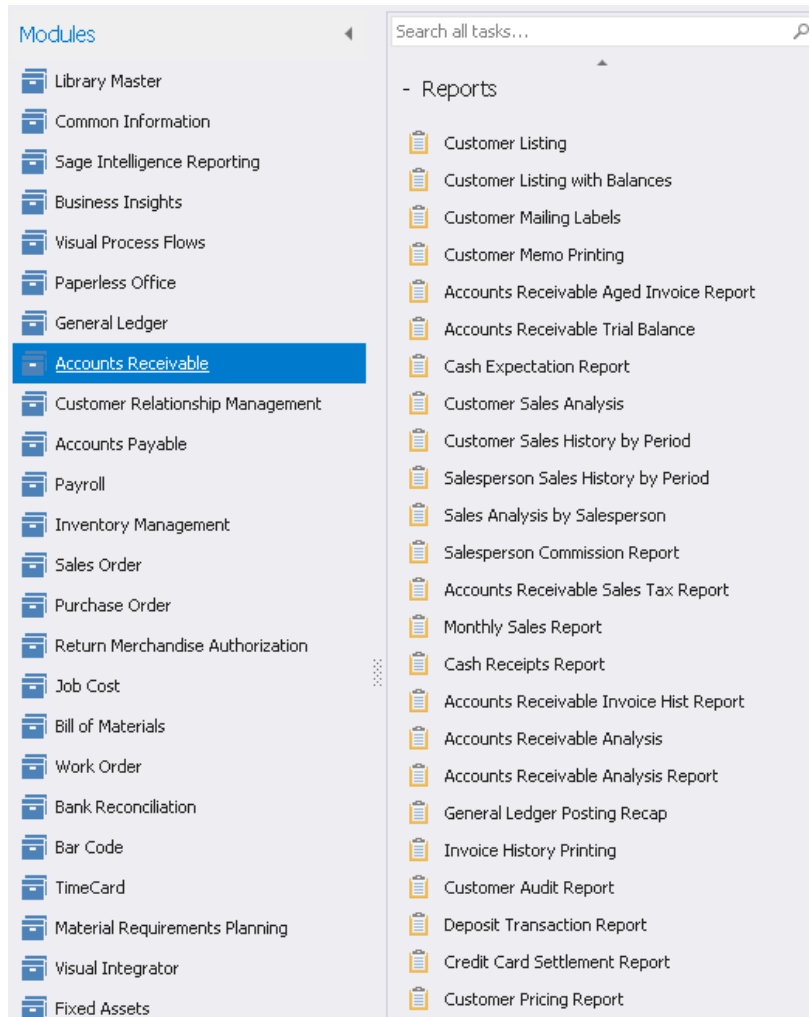 Modules
Library Master
Common Information
Sage Intelligence Reporting
Business Insights
Visual Process Flows
Paperless Office
General Ledger
Accounts Receivable
Customer Relationship Management
Accounts Payable
Payroll
Inventory Management
Sales Order
Purchase Order
Return Merchandise Authorization
Job Cost
Bill of Materials
Work Order
Bank Reconciliation
Bar Code
TimeCard
Material Requirements Planning
Visual Integrator
Fixed Assets
Search all tasks...
- Reports
Customer Listing
Customer Listing with Balances
Customer Mailing Labels
Customer Memo Printing
Accounts Receivable Aged Invoice Report
Accounts Receivable Trial Balance
Cash Expectation Report
Customer Sales Analysis
Customer Sales History by Period
Salesperson Sales History by Period
Sales Analysis by Salesperson
Salesperson Commission Report
Accounts Receivable Sales Tax Report
Monthly Sales Report
Cash Receipts Report
Accounts Receivable Invoice Hist Report
Accounts Receivable Analysis
Accounts Receivable Analysis Report
General Ledger Posting Recap
Invoice History Printing
Customer Audit Report
Deposit Transaction Report
Credit Card Settlement Report
Customer Pricing Report